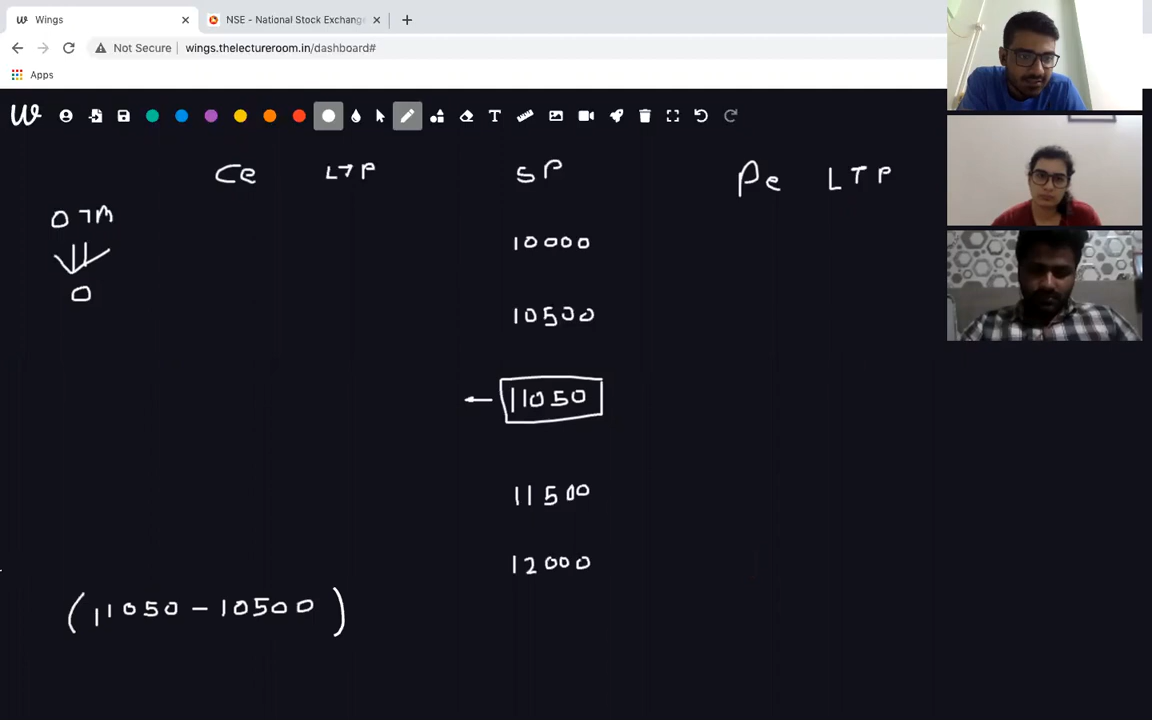 Wings
NSE - National Stock Exchang
Not Secure
wings.thelectureroom.in/dashboard#
Apps
W T
Ce LTP SP Pe LTP
OTM
10000
0
10500
11050
11500
12000
(11050 - 10500)